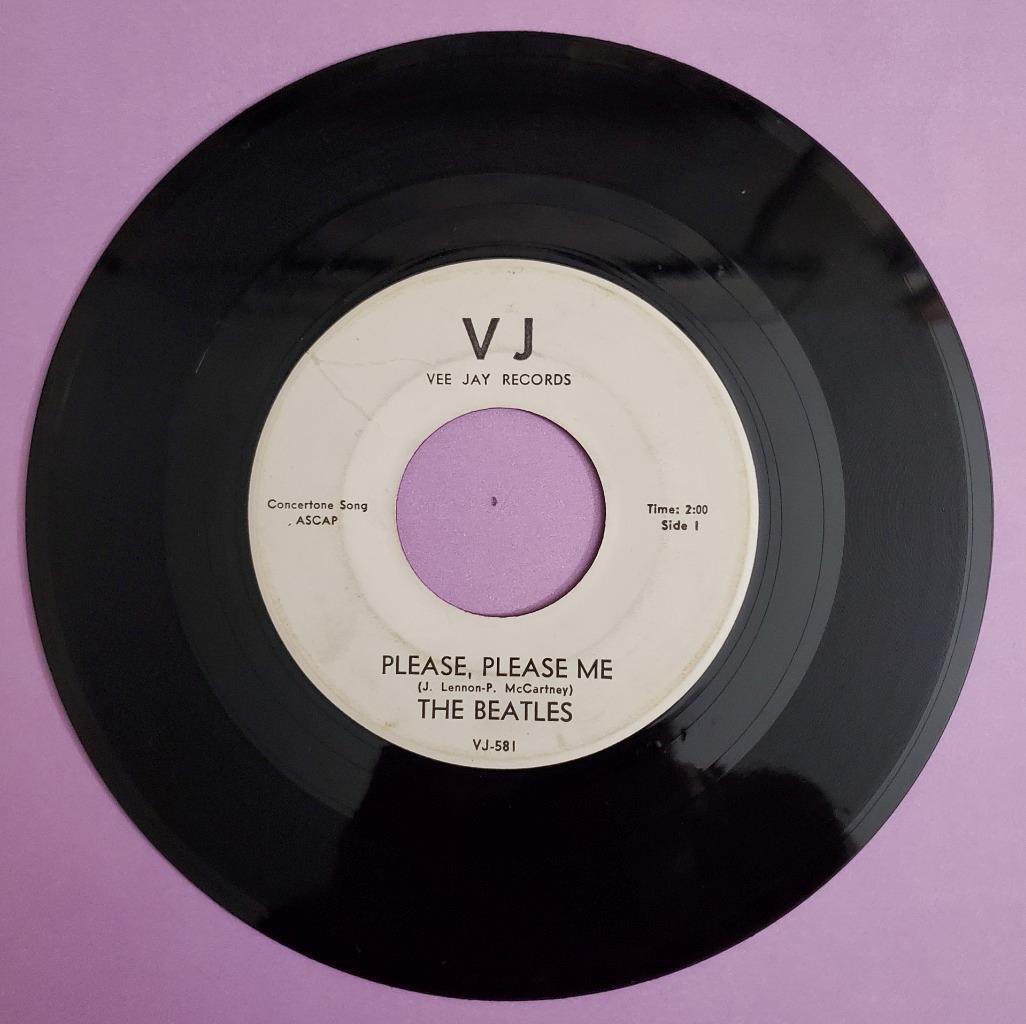 V J
VEE JAY RECORDS
Concertone Song
ASCAP
Time: 2:00
Side 1
PLEASE, PLEASE ME
(J. Lennon-P. McCartney)
THE BEATLES
VJ-581